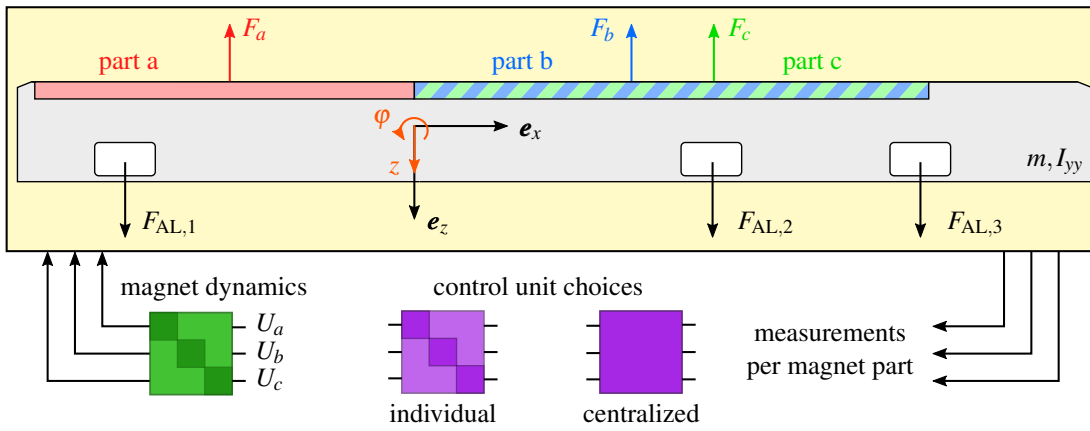 F_a F_b F_c
part a part b part c
φ e_x
z m, I_yy
F_AL,1 e_z F_AL,2 F_AL,3
magnet dynamics control unit choices
U_a
U_b
U_c
measurements
per magnet part
individual centralized